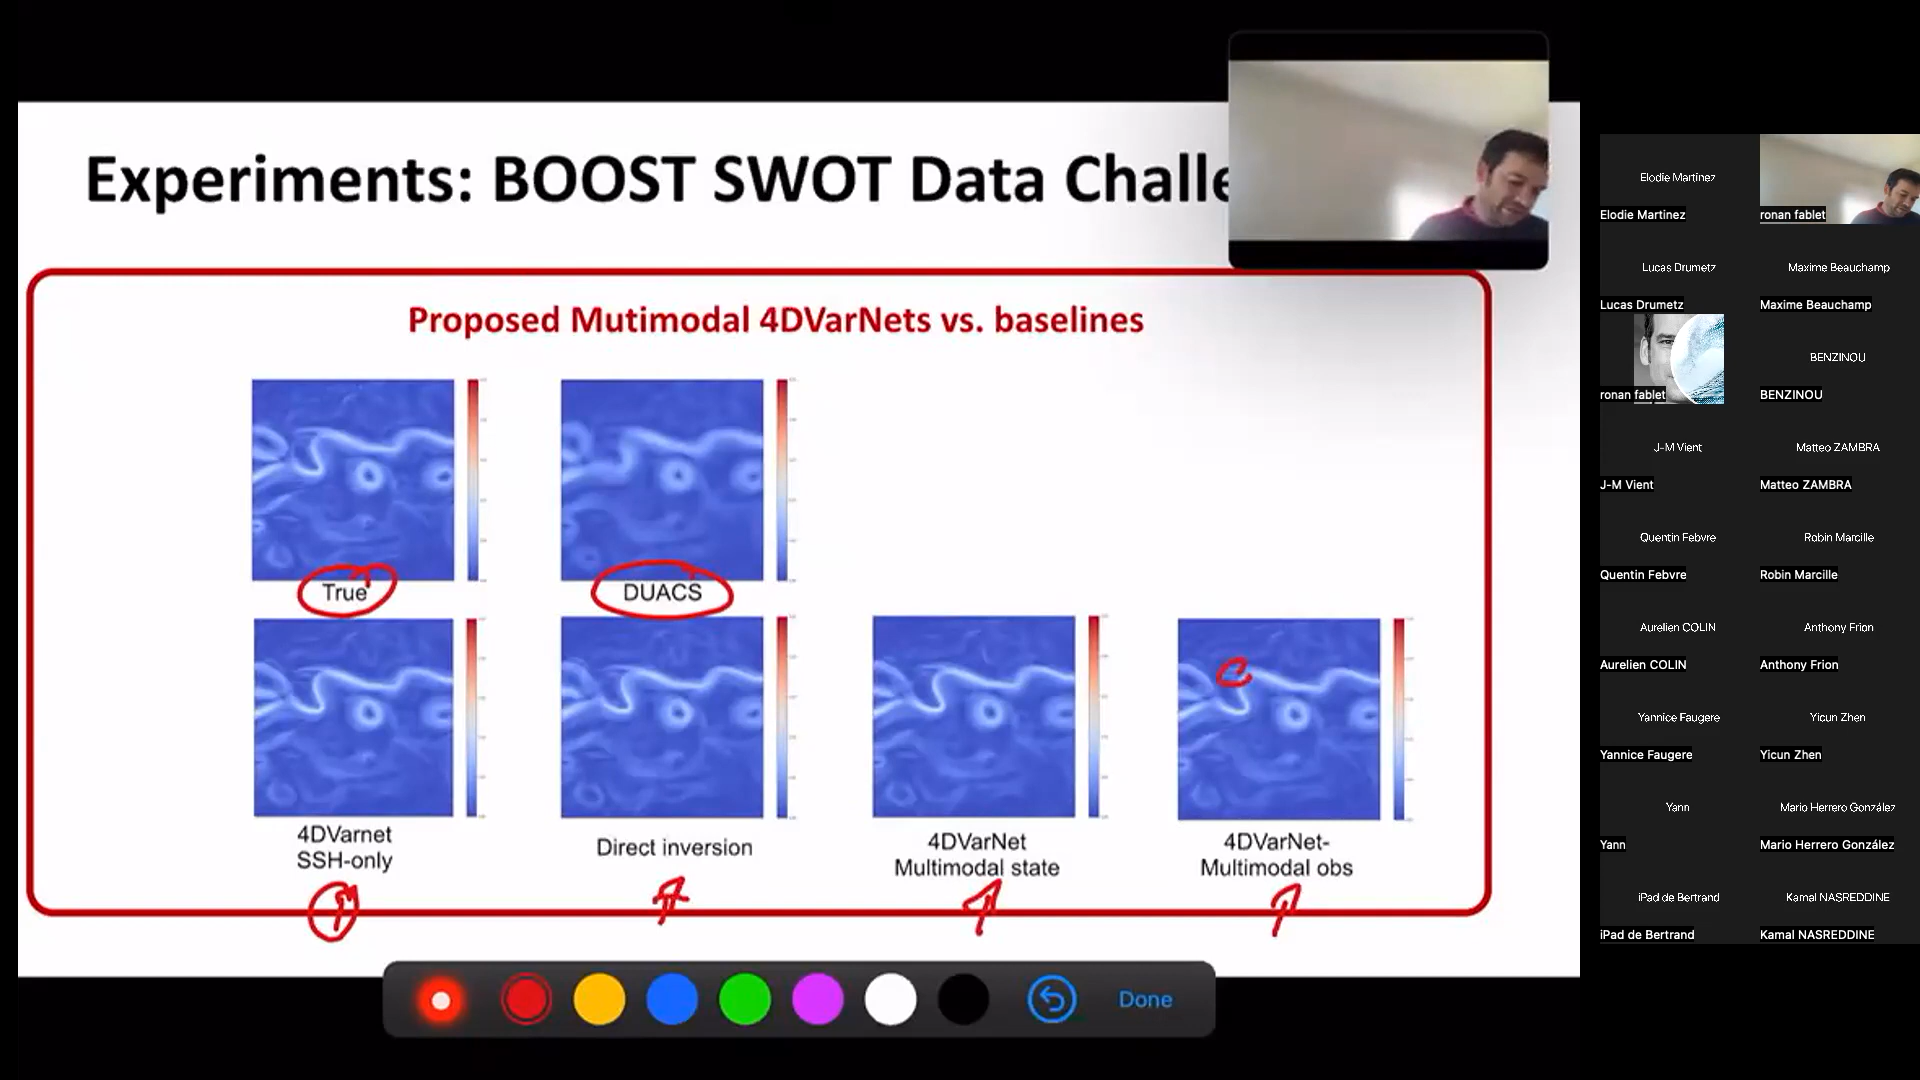 Experiments: BOOST SWOT Data Challe
Proposed Mutimodal 4DVarNets vs. baselines
True
DUACS
4DVarnet
SSH-only
Direct inversion
4DVarNet
Multimodal state
4DVarNet-
Multimodal obs
Done
Elodie Martinez
Elodie Martinez
ronan fablet
Lucas Drumetz
Maxime Beauchamp
Lucas Drumetz
Maxime Beauchamp
BENZINOU
ronan fablet
BENZINOU
J-M Vient
Matteo ZAMBRA
J-M Vient
Matteo ZAMBRA
Quentin Febvre
Robin Marcille
Quentin Febvre
Robin Marcille
Aurelien COLIN
Anthony Frion
Aurelien COLIN
Anthony Frion
Yannice Faugere
Yicun Zhen
Yannice Faugere
Yicun Zhen
Yann
Mario Herrero González
Yann
Mario Herrero González
iPad de Bertrand
Kamal NASREDDINE
iPad de Bertrand
Kamal NASREDDINE